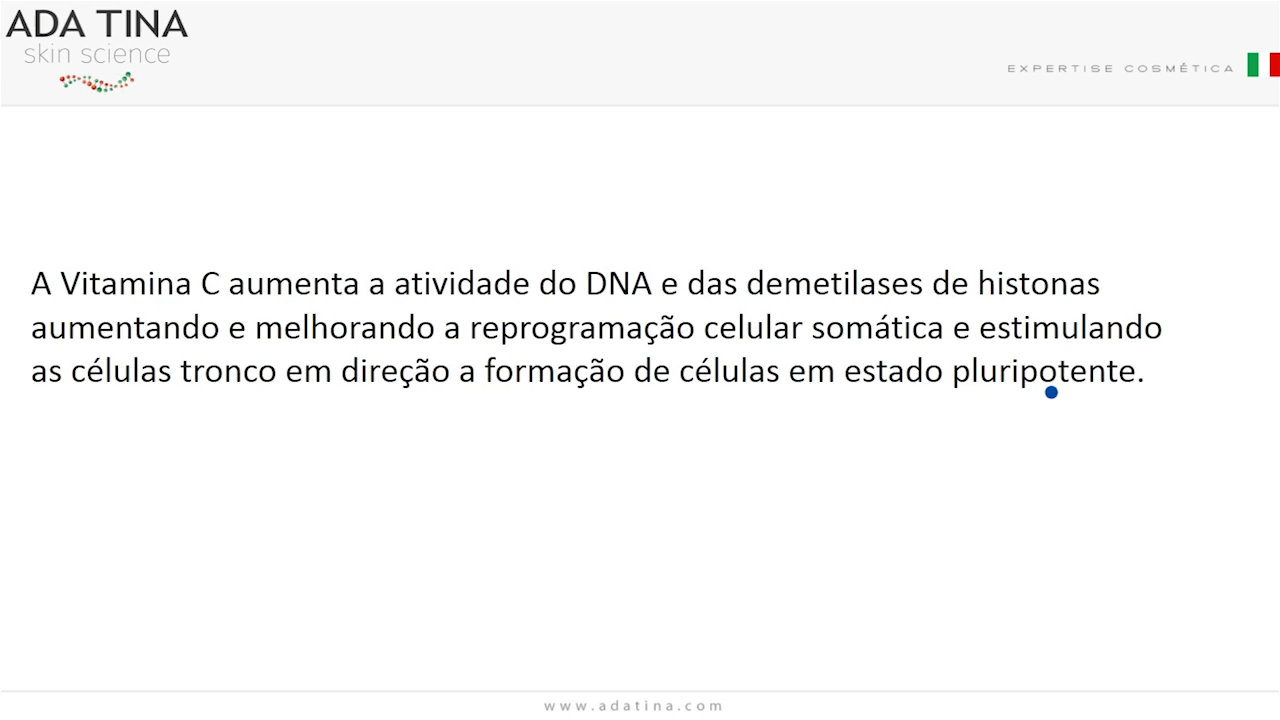 ADA TINA
skin science
EXPERTISE COSMÉTICA
A Vitamina C aumenta a atividade do DNA e das demetilases de histonas
aumentando e melhorando a reprogramação celular somática e estimulando
as células tronco em direção a formação de células em estado pluripotente.
www.adatina.com